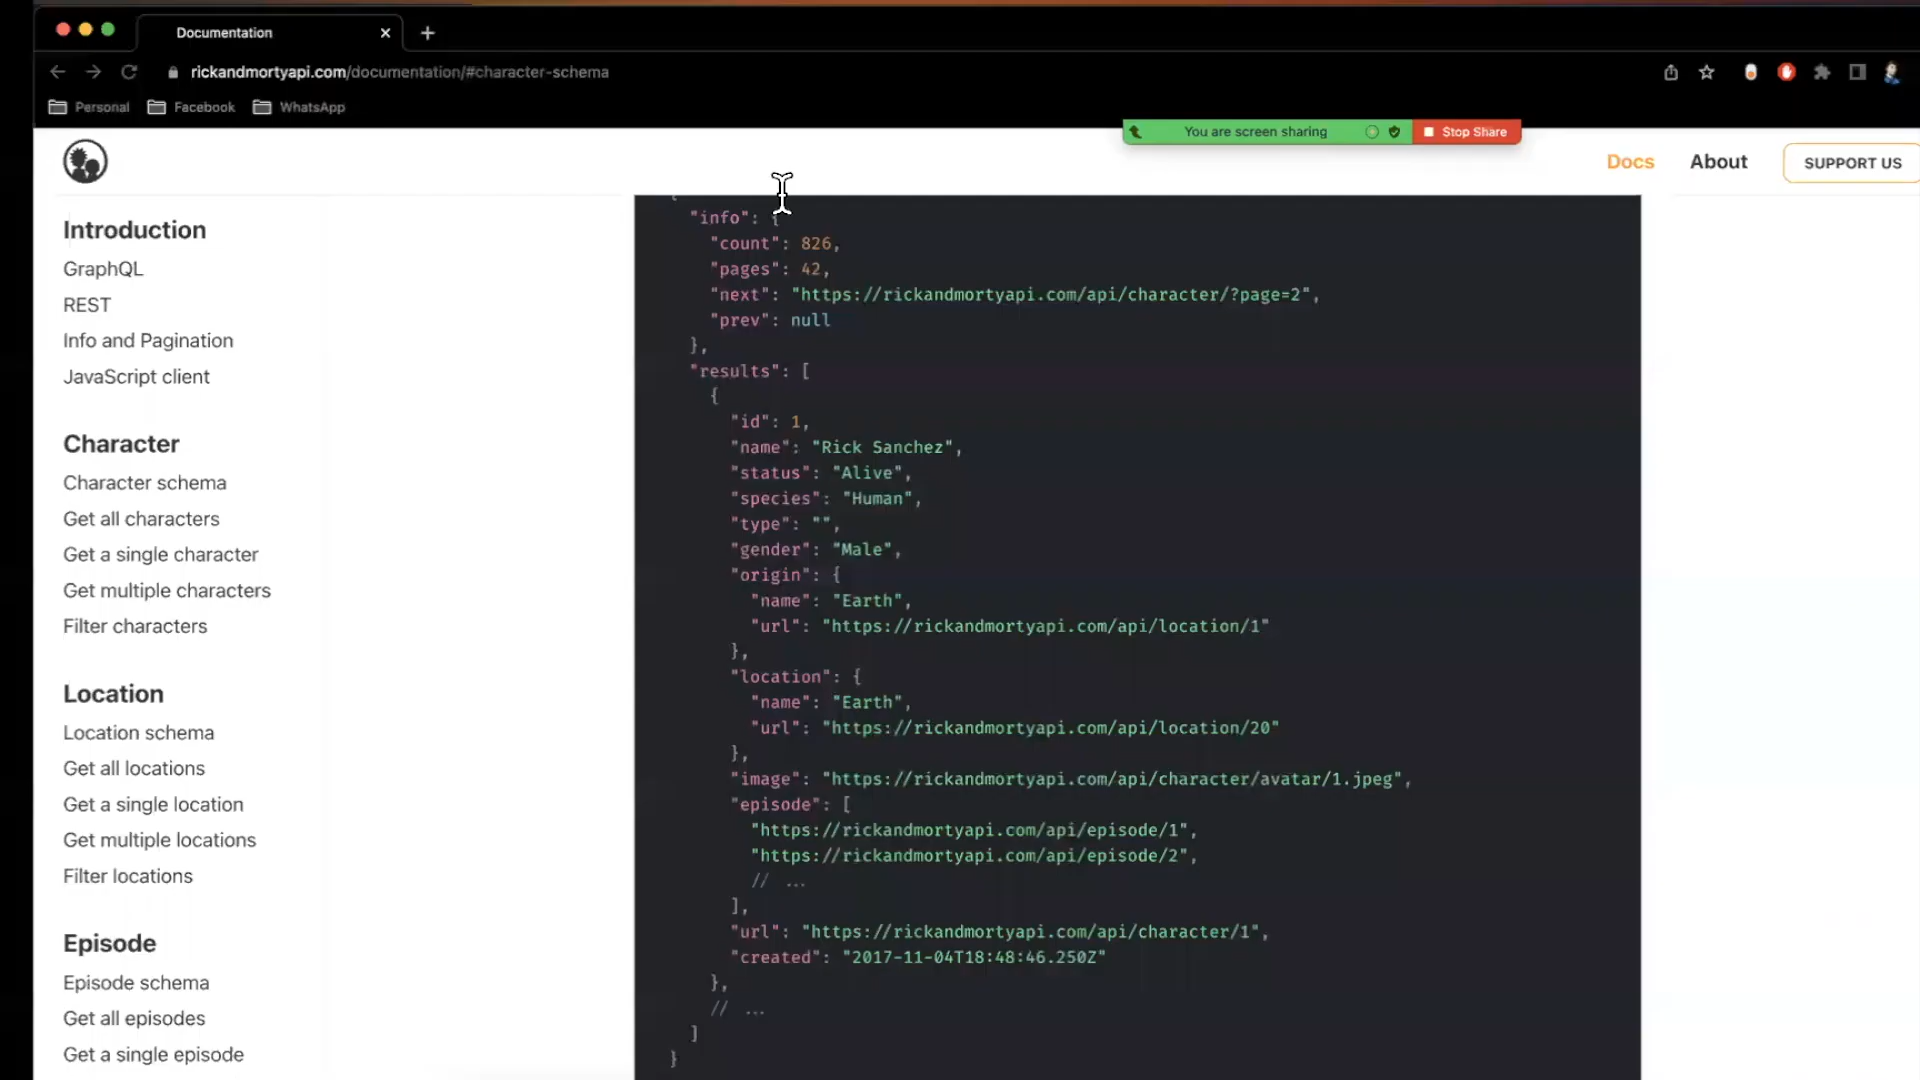 Documentation
rickandmortyapi.com/documentation/#character-schema
Personal
Facebook
WhatsApp
You are screen sharing
Stop Share
Docs
About
SUPPORT US
Introduction
GraphQL
REST
Info and Pagination
JavaScript client
Character
Character schema
Get all characters
Get a single character
Get multiple characters
Filter characters
Location
Location schema
Get all locations
Get a single location
Get multiple locations
Filter locations
Episode
Episode schema
Get all episodes
Get a single episode
"info": {
"count": 826,
"pages": 42,
"next": "https://rickandmortyapi.com/api/character/?page=2",
"prev": null
},
"results": [
{
"id": 1,
"name": "Rick Sanchez",
"status": "Alive",
"species": "Human",
"type": "",
"gender": "Male",
"origin": {
"name": "Earth",
"url": "https://rickandmortyapi.com/api/location/1"
},
"location": {
"name": "Earth",
"url": "https://rickandmortyapi.com/api/location/20"
},
"image": "https://rickandmortyapi.com/api/character/avatar/1.jpeg",
"episode": [
"https://rickandmortyapi.com/api/episode/1",
"https://rickandmortyapi.com/api/episode/2",
// ...
],
"url": "https://rickandmortyapi.com/api/character/1",
"created": "2017-11-04T18:48:46.250Z"
},
// ...
]
}